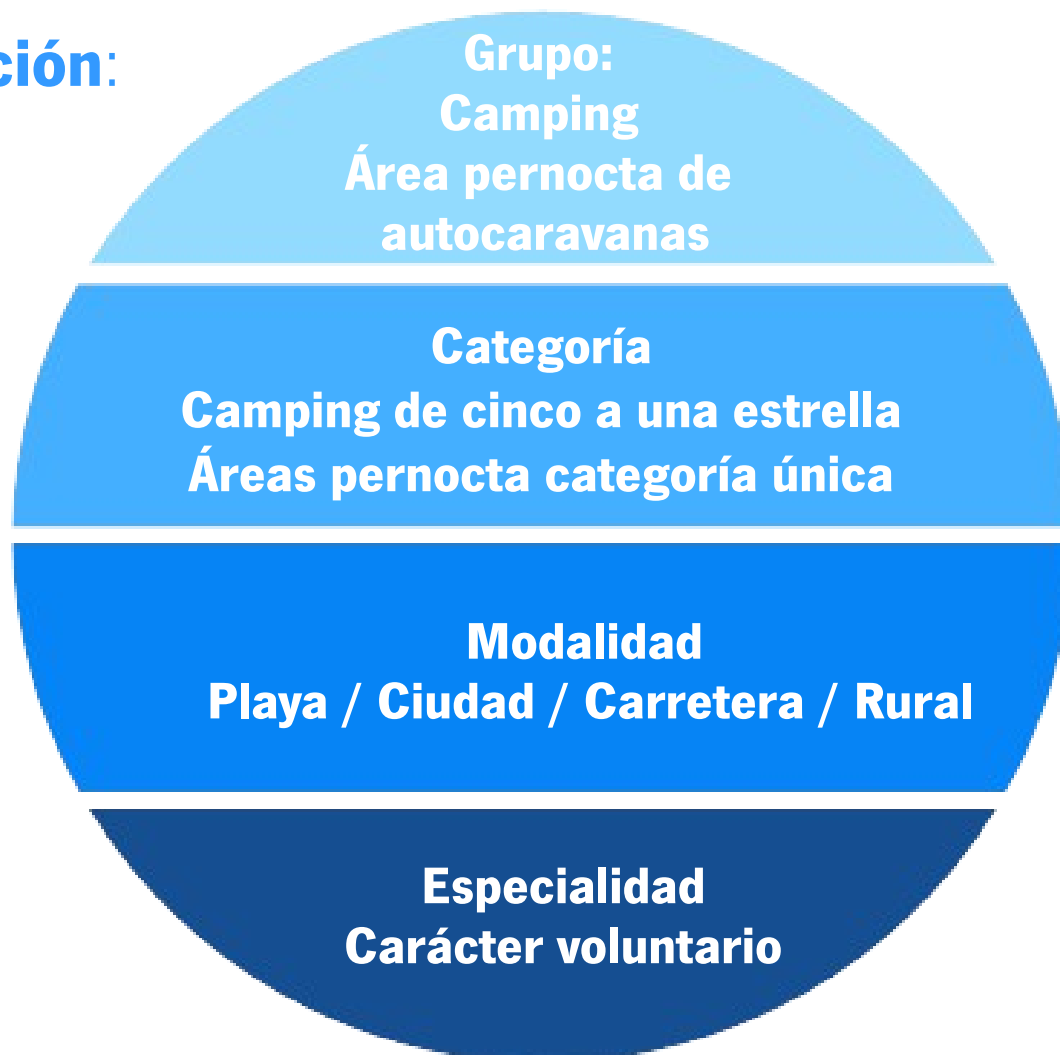 ción:
Grupo:
Camping
Área pernocta de
autocaravanas
Categoría
Camping de cinco a una estrella
Áreas pernocta categoría única
Modalidad
Playa / Ciudad / Carretera / Rural
Especialidad
Carácter voluntario